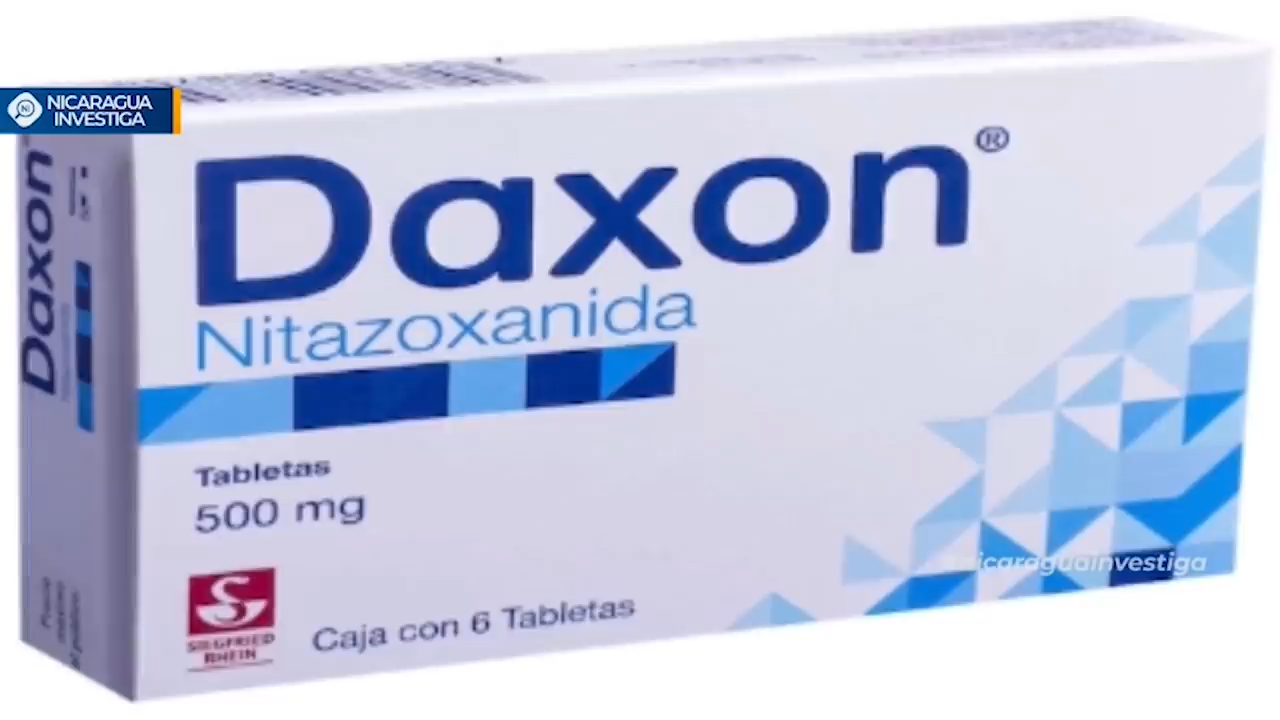 NICARAGUA
INVESTIGA
Daxon®
Nitazoxanida
Tabletas
500 mg
SIEGFRIED
RHEIN
Caja con 6 Tabletas
Daxon
nicaraguainvestiga